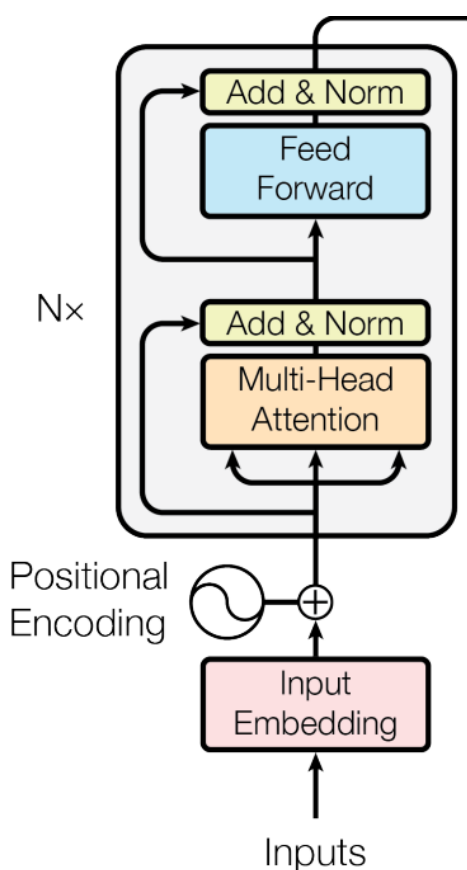 Add & Norm
Feed
Forward
N×
Add & Norm
Multi-Head
Attention
Positional
Encoding
Input
Embedding
Inputs